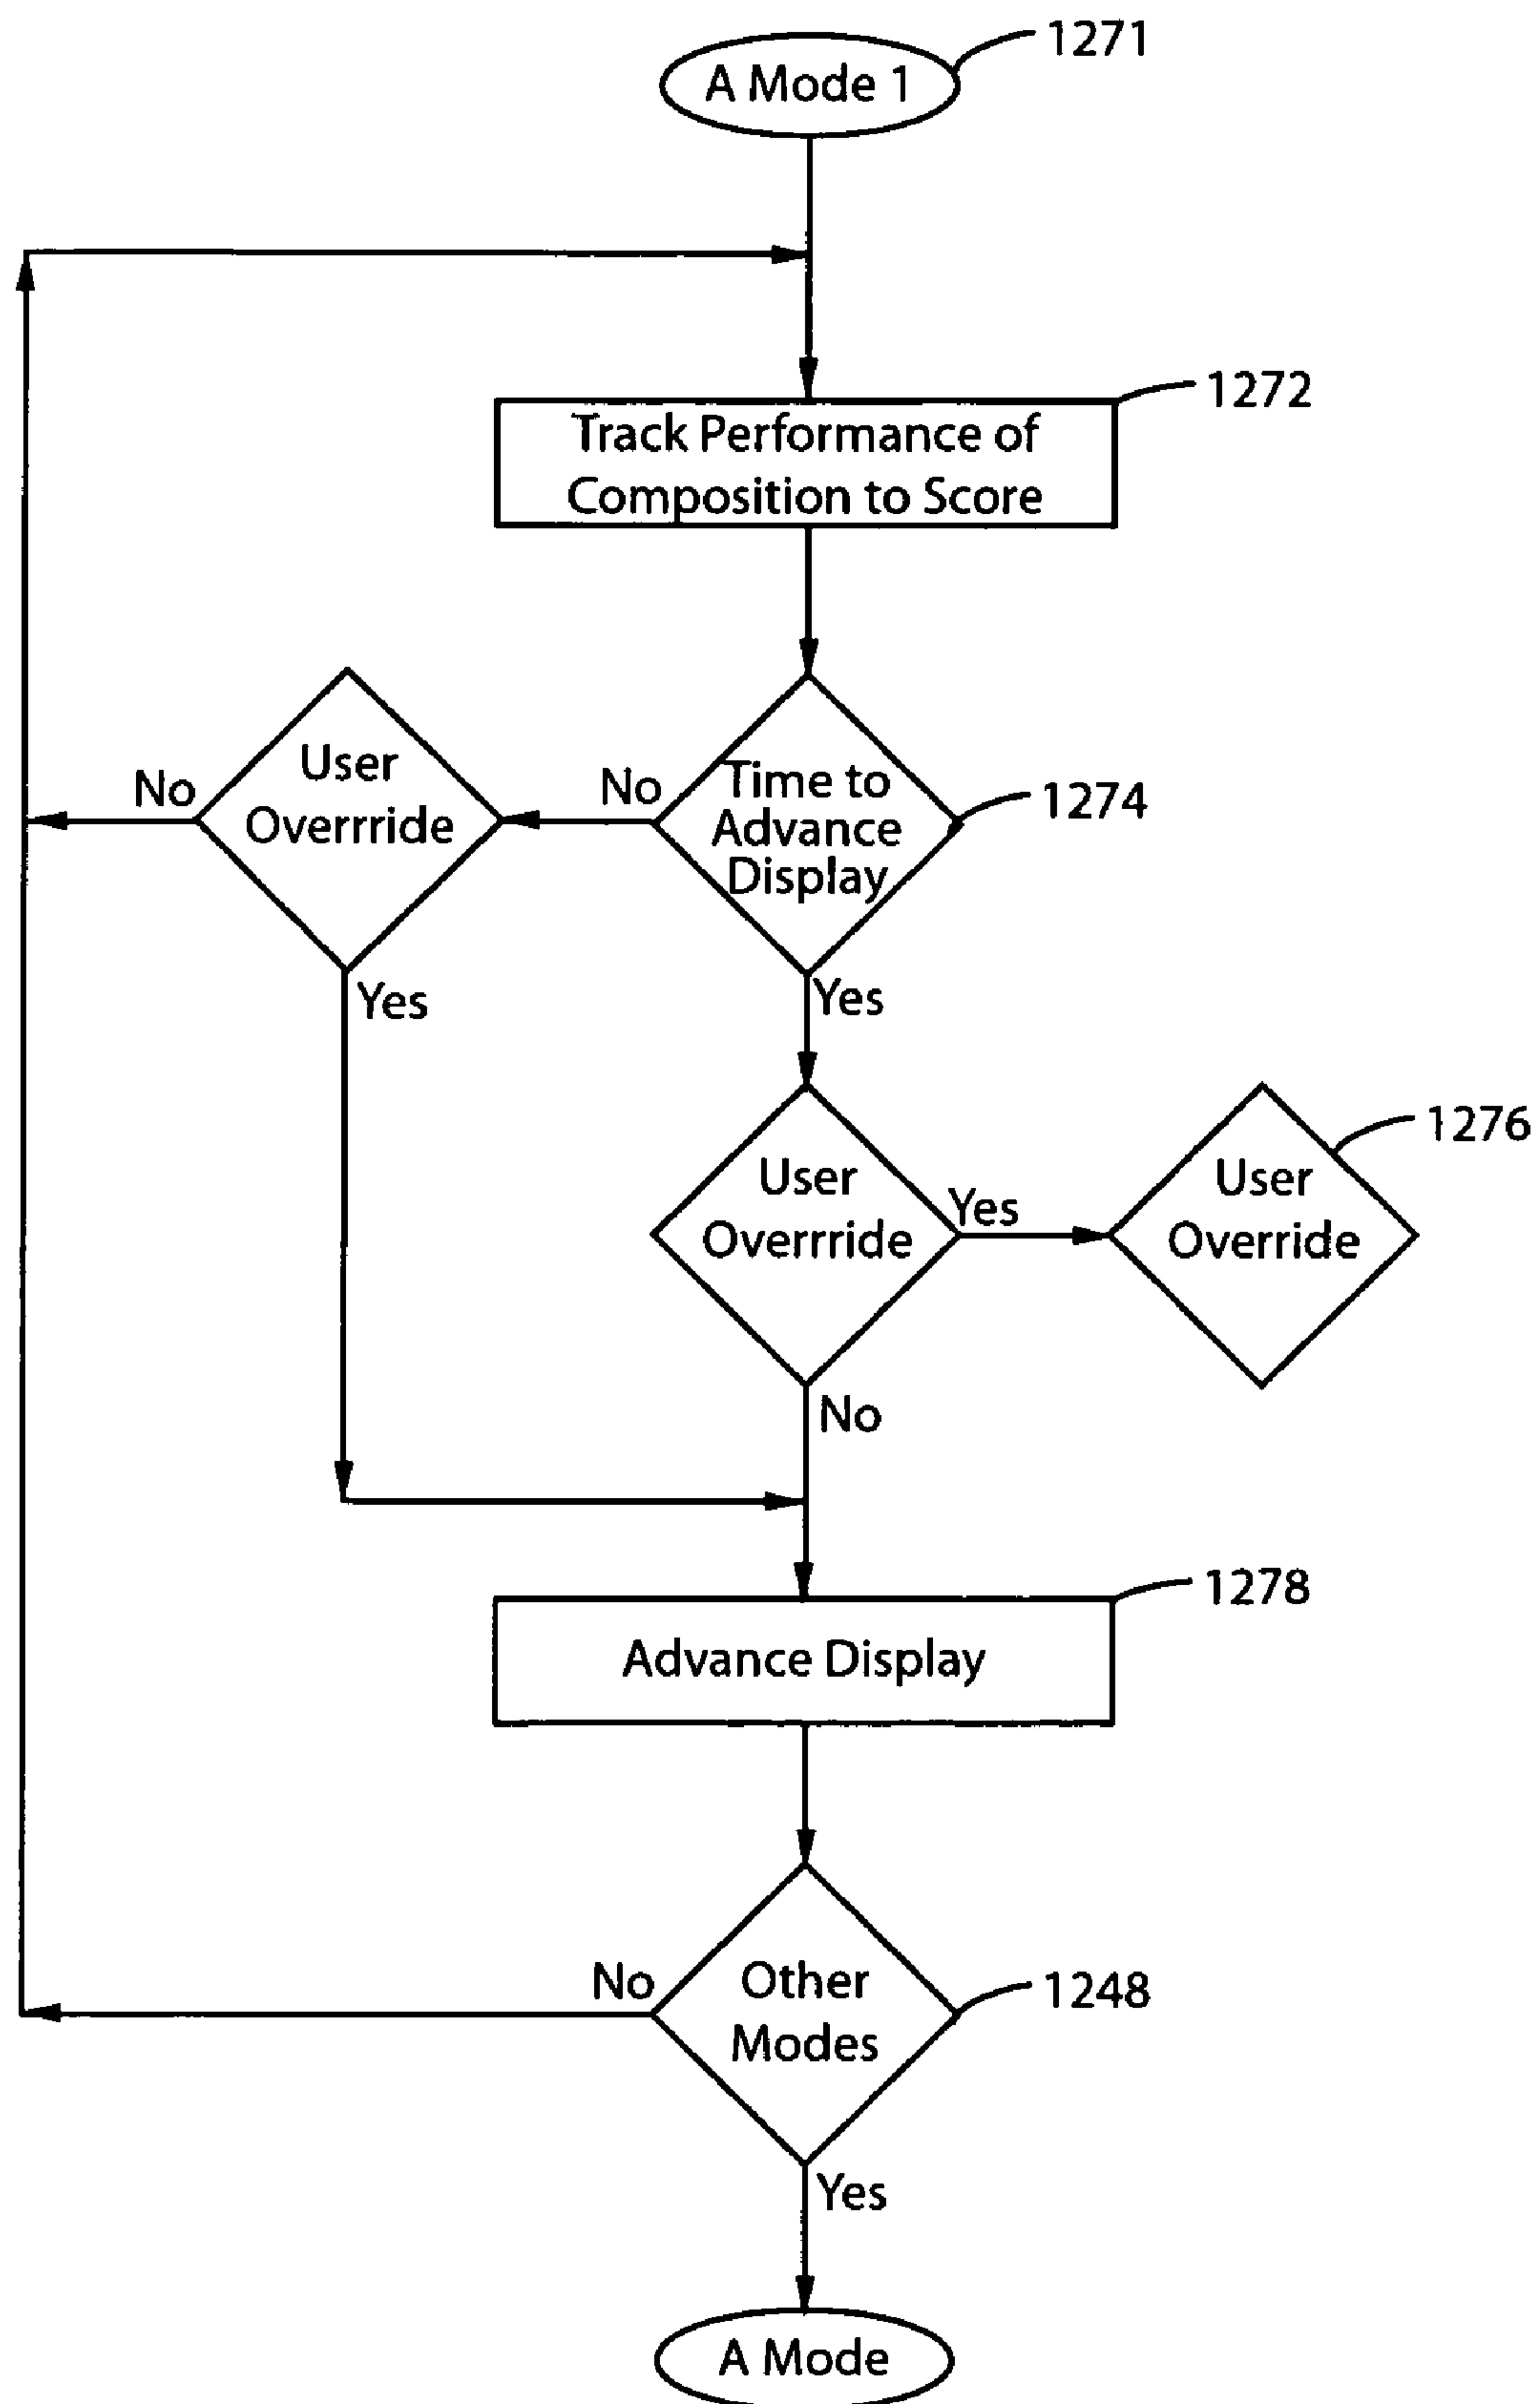 1271
A Mode 1
1272
Track Performance of
Composition to Score
No
User
Overrride
No
Time to
Advance
Display
1274
Yes
Yes
User
Overrride
Yes
1276
User
Override
No
1278
Advance Display
No
Other
Modes
1248
Yes
A Mode